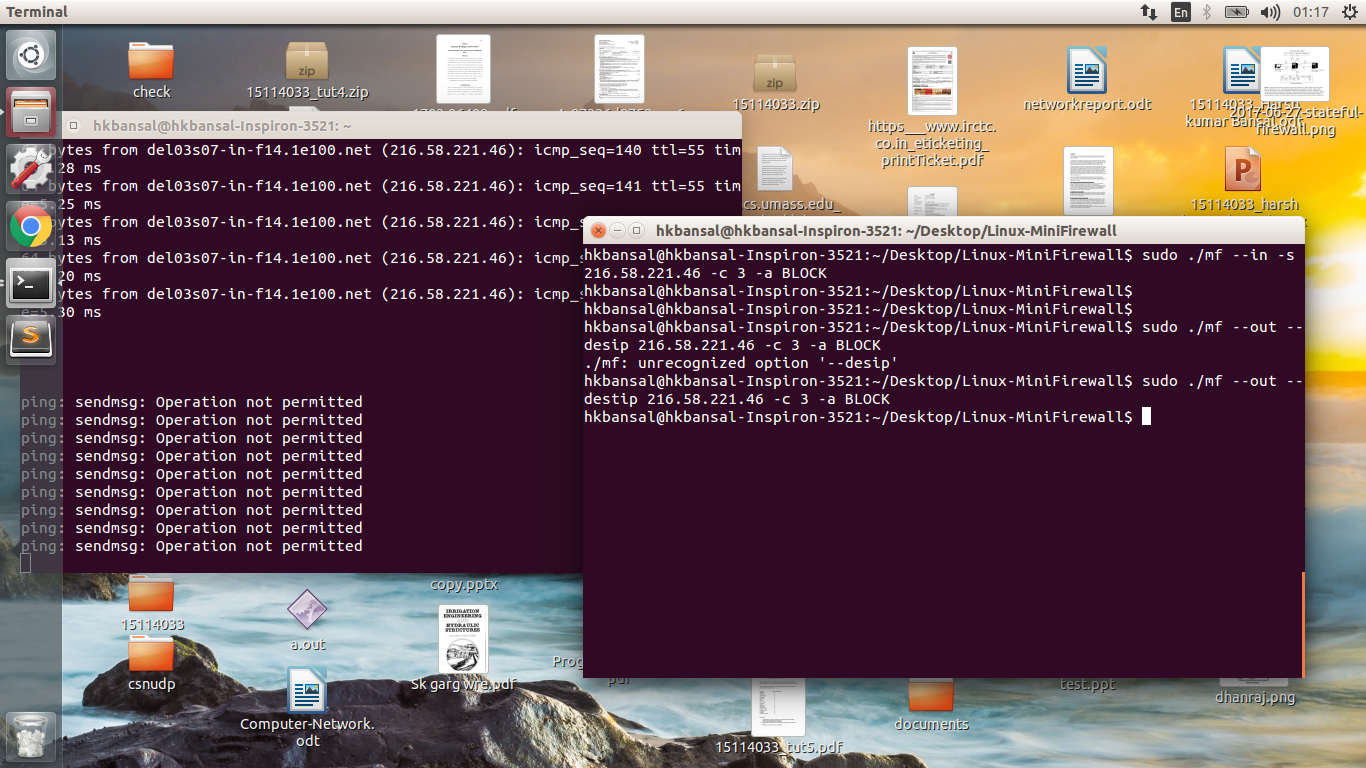 Terminal
En
01:17
check
zip
15114033_tut4.zip
zip
15114033.zip
https___www.irctc.
co.in_eticketing_
printTicket.pdf
networkreport.odt
15114033_harsh
kumar Bansal.odt
2017-06-27-stateful-
firewall.png
cs.umass.edu_
15114033_harsh
hkbansal@hkbansal-Inspiron-3521: ~
bytes from del03s07-in-f14.1e100.net (216.58.221.46): icmp_seq=140 ttl=55 tim
28 ms
bytes from del03s07-in-f14.1e100.net (216.58.221.46): icmp_seq=141 ttl=55 tim
e=5.25 ms
bytes from del03s07-in-f14.1e100.net (216.58.221.46): icmp_s
.13 ms
64 bytes from del03s07-in-f14.1e100.net (216.58.221.46): icmp_s
.20 ms
bytes from del03s07-in-f14.1e100.net (216.58.221.46): icmp_s
e=5.30 ms
ping: sendmsg: Operation not permitted
ping: sendmsg: Operation not permitted
ping: sendmsg: Operation not permitted
ping: sendmsg: Operation not permitted
ping: sendmsg: Operation not permitted
ping: sendmsg: Operation not permitted
ping: sendmsg: Operation not permitted
ping: sendmsg: Operation not permitted
ping: sendmsg: Operation not permitted
hkbansal@hkbansal-Inspiron-3521: ~/Desktop/Linux-MiniFirewall
hkbansal@hkbansal-Inspiron-3521:~/Desktop/Linux-MiniFirewall$ sudo ./mf --in -s
216.58.221.46 -c 3 -a BLOCK
hkbansal@hkbansal-Inspiron-3521:~/Desktop/Linux-MiniFirewall$
hkbansal@hkbansal-Inspiron-3521:~/Desktop/Linux-MiniFirewall$
hkbansal@hkbansal-Inspiron-3521:~/Desktop/Linux-MiniFirewall$ sudo ./mf --out --
desip 216.58.221.46 -c 3 -a BLOCK
./mf: unrecognized option '--desip'
hkbansal@hkbansal-Inspiron-3521:~/Desktop/Linux-MiniFirewall$ sudo ./mf --out --
destip 216.58.221.46 -c 3 -a BLOCK
hkbansal@hkbansal-Inspiron-3521:~/Desktop/Linux-MiniFirewall$
copy.pptx
15114033
a.out
IRRIGATION
ENGINEERING
HYDRAULIC
STRUCTURES
csnudp
Sk garg wre.pdf
Prog
pdf
test.ppt
dhanraj.png
Computer-Network.
odt
documents
15114033_tut5.pdf